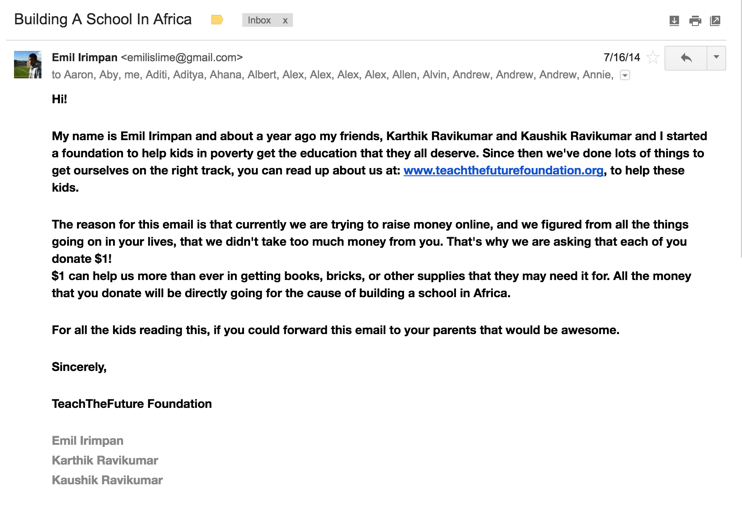 Building A School In Africa Inbox x
Emil Irimpan <emilislime@gmail.com> 7/16/14
to Aaron, Aby, me, Aditi, Aditya, Ahana, Albert, Alex, Alex, Alex, Alex, Allen, Alvin, Andrew, Andrew, Andrew, Annie,
Hi!
My name is Emil Irimpan and about a year ago my friends, Karthik Ravikumar and Kaushik Ravikumar and I started
a foundation to help kids in poverty get the education that they all deserve. Since then we've done lots of things to
get ourselves on the right track, you can read up about us at: www.teachthefuturefoundation.org, to help these
kids.
The reason for this email is that currently we are trying to raise money online, and we figured from all the things
going on in your lives, that we didn't take too much money from you. That's why we are asking that each of you
donate $1!
$1 can help us more than ever in getting books, bricks, or other supplies that they may need it for. All the money
that you donate will be directly going for the cause of building a school in Africa.
For all the kids reading this, if you could forward this email to your parents that would be awesome.
Sincerely,
TeachTheFuture Foundation
Emil Irimpan
Karthik Ravikumar
Kaushik Ravikumar